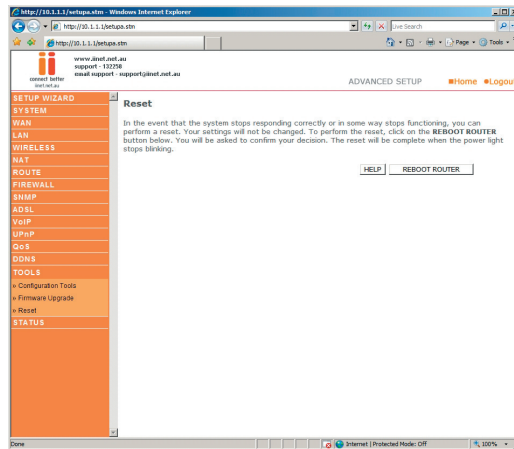 http://10.1.1.1/setupa.stm - Windows Internet Explorer
http://10.1.1.1/setupa.stm
Live Search
http://10.1.1.1/setupa.stm
Page
Tools
connect better
iinet.net.au
www.iinet.net.au
support - 132258
email support - support@iinet.net.au
ADVANCED SETUP
Home
Logou
SETUP WIZARD
SYSTEM
WAN
LAN
WIRELESS
NAT
ROUTE
FIREWALL
SNMP
ADSL
VoIP
UPnP
QoS
DDNS
TOOLS
» Configuration Tools
» Firmware Upgrade
» Reset
STATUS
Reset
In the event that the system stops responding correctly or in some way stops functioning, you can
perform a reset. Your settings will not be changed. To perform the reset, click on the REBOOT ROUTER
button below. You will be asked to confirm your decision. The reset will be complete when the power light
stops blinking.
HELP
REBOOT ROUTER
Done
Internet | Protected Mode: Off
100%